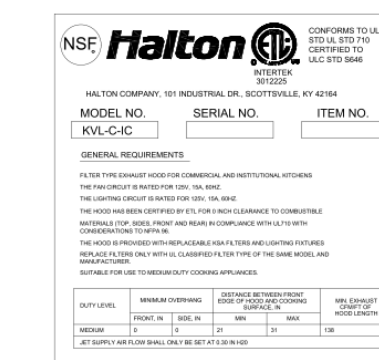 NSF Halton ETL CONFORMS TO UL
STD UL STD 710
CERTIFIED TO
ULC STD S646
INTERTEK
3012225
HALTON COMPANY, 101 INDUSTRIAL DR., SCOTTSVILLE, KY 42164
MODEL NO. SERIAL NO. ITEM NO.
KVL-C-IC
GENERAL REQUIREMENTS
FILTER TYPE EXHAUST HOOD FOR COMMERCIAL AND INSTITUTIONAL KITCHENS
THE FAN CIRCUIT IS RATED FOR 125V, 15A, 60HZ.
THE LIGHTING CIRCUIT IS RATED FOR 125V, 15A, 60HZ.
THE HOOD HAS BEEN CERTIFIED BY ETL FOR 0 INCH CLEARANCE TO COMBUSTIBLE
MATERIALS (TOP, SIDES, FRONT AND REAR) IN COMPLIANCE WITH UL710 WITH
CONSIDERATIONS TO NFPA 96.
THE HOOD IS PROVIDED WITH REPLACEABLE KSA FILTERS AND LIGHTING FIXTURES
REPLACE FILTERS ONLY WITH UL CLASSIFIED FILTER TYPE OF THE SAME MODEL AND
MANUFACTURER.
SUITABLE FOR USE TO MEDIUM DUTY COOKING APPLIANCES.
DUTY LEVEL MINIMUM OVERHANG DISTANCE BETWEEN FRONT
EDGE OF HOOD AND COOKING
SURFACE, IN MIN. EXHAUST
CFM/FT OF
HOOD LENGTH
FRONT, IN SIDE, IN MIN MAX
MEDIUM 0 0 21 31 138
JET SUPPLY AIR FLOW SHALL ONLY BE SET AT 0.30 IN H20